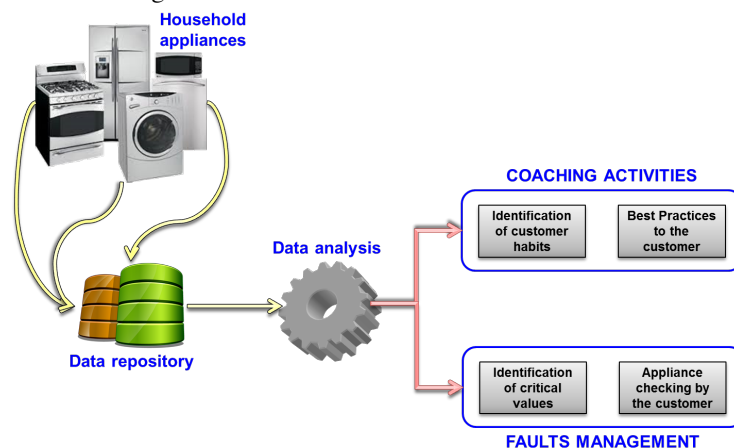 Household
appliances
COACHING ACTIVITIES
Identification
of customer
habits
Best Practices
to the
customer
Data analysis
Data repository
Identification
of critical
values
Appliance
checking by
the customer
FAULTS MANAGEMENT